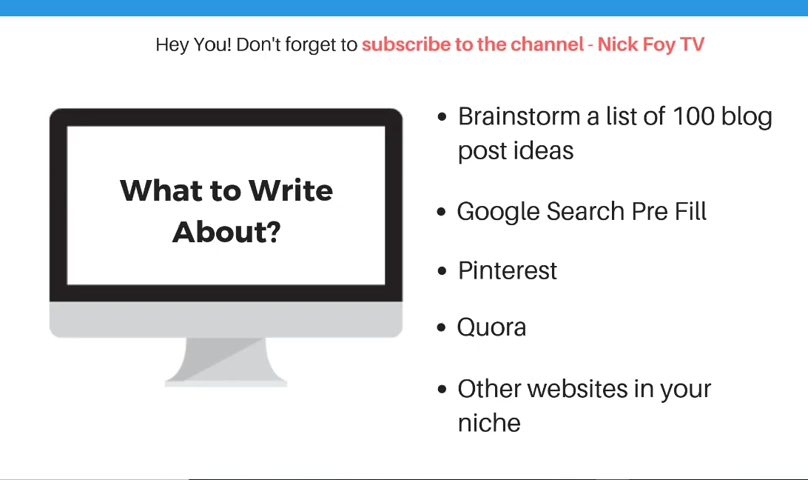 Hey You! Don't forget to subscribe to the channel - Nick Foy TV
What to Write
About?
• Brainstorm a list of 100 blog
post ideas
• Google Search Pre Fill
• Pinterest
• Quora
• Other websites in your
niche